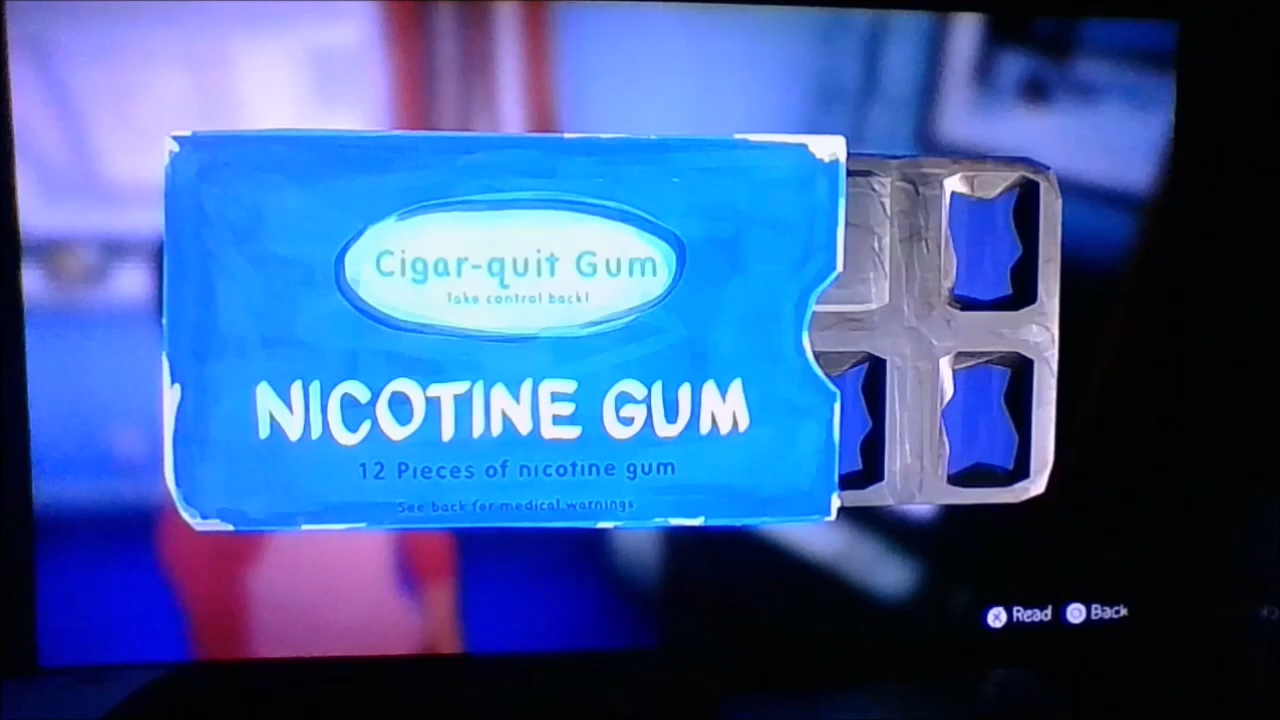 Cigar-quit Gum
Take control back!
NICOTINE GUM
12 Pieces of nicotine gum
See back for medical warnings
Read
Back